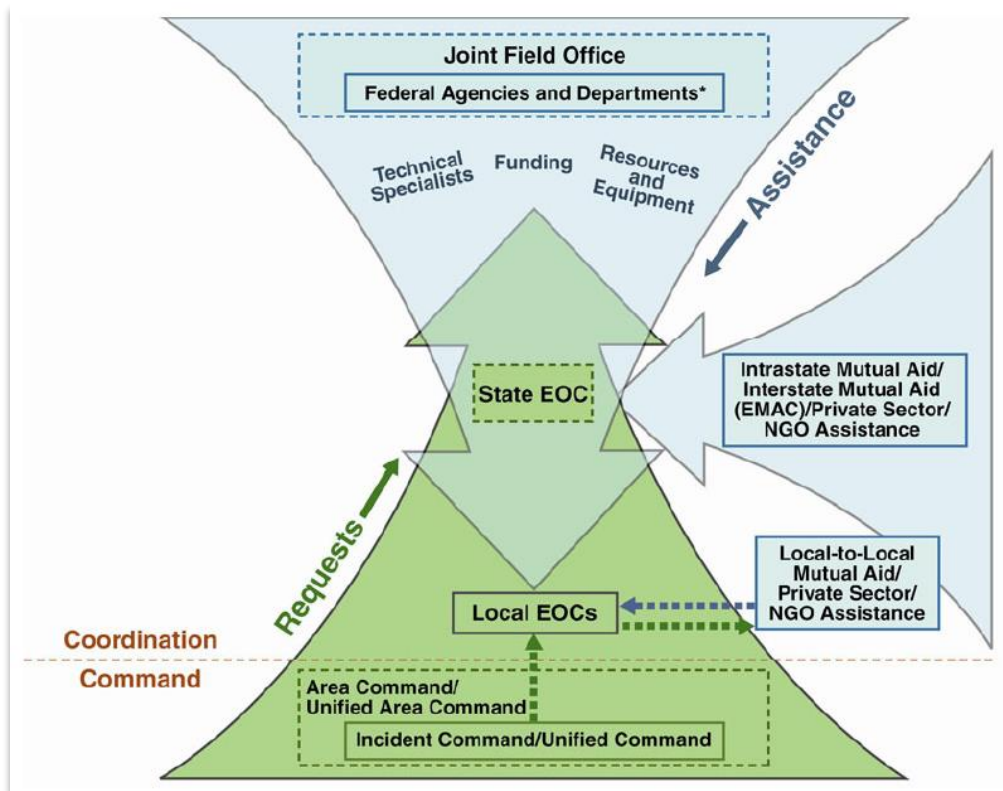 Joint Field Office
Federal Agencies and Departments*
Technical
Specialists
Funding
Resources
and
Equipment
Assistance
State EOC
Intrastate Mutual Aid/
Interstate Mutual Aid
(EMAC)/Private Sector/
NGO Assistance
Requests
Local EOCs
Local-to-Local
Mutual Aid/
Private Sector/
NGO Assistance
Coordination
Command
Area Command/
Unified Area Command
Incident Command/Unified Command